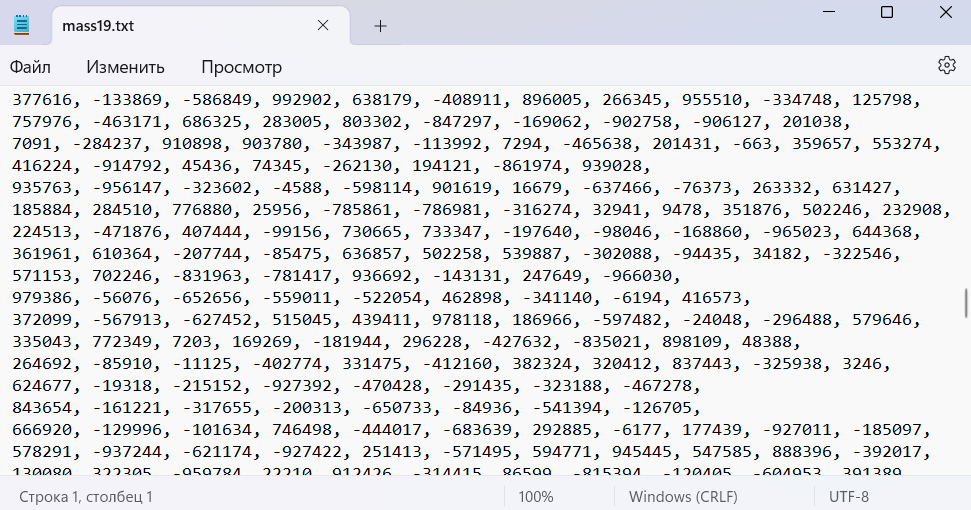 mass19.txt
Файл Изменить Просмотр
377616, -133869, -586849, 992902, 638179, -408911, 896005, 266345, 955510, -334748, 125798,
757976, -463171, 686325, 283005, 803302, -847297, -169062, -902758, -906127, 201038,
7091, -284237, 910898, 903780, -343987, -113992, 7294, -465638, 201431, -663, 359657, 553274,
416224, -914792, 45436, 74345, -262130, 194121, -861974, 939028,
935763, -956147, -323602, -4588, -598114, 901619, 16679, -637466, -76373, 263332, 631427,
185884, 284510, 776880, 25956, -785861, -786981, -316274, 32941, 9478, 351876, 502246, 232908,
224513, -471876, 407444, -99156, 730665, 733347, -197640, -98046, -168860, -965023, 644368,
361961, 610364, -207744, -85475, 636857, 502258, 539887, -302088, -94435, 34182, -322546,
571153, 702246, -831963, -781417, 936692, -143131, 247649, -966030,
979386, -56076, -652656, -559011, -522054, 462898, -341140, -6194, 416573,
372099, -567913, -627452, 515045, 439411, 978118, 186966, -597482, -24048, -296488, 579646,
335043, 772349, 7203, 169269, -181944, 296228, -427632, -835021, 898109, 48388,
264692, -85910, -11125, -402774, 331475, -412160, 382324, 320412, 837443, -325938, 3246,
624677, -19318, -215152, -927392, -470428, -291435, -323188, -467278,
843654, -161221, -317655, -200313, -650733, -84936, -541394, -126705,
666920, -129996, -101634, 746498, -444017, -683639, 292885, -6177, 177439, -927011, -185097,
578291, -937244, -621174, -927422, 251413, -571495, 594771, 945445, 547585, 888396, -392017,
130080, 322305, -959784, 22210, 912426, -314415, 86599, -815394, -120405, -604953, 391389,
Строка 1, столбец 1 100% Windows (CRLF) UTF-8